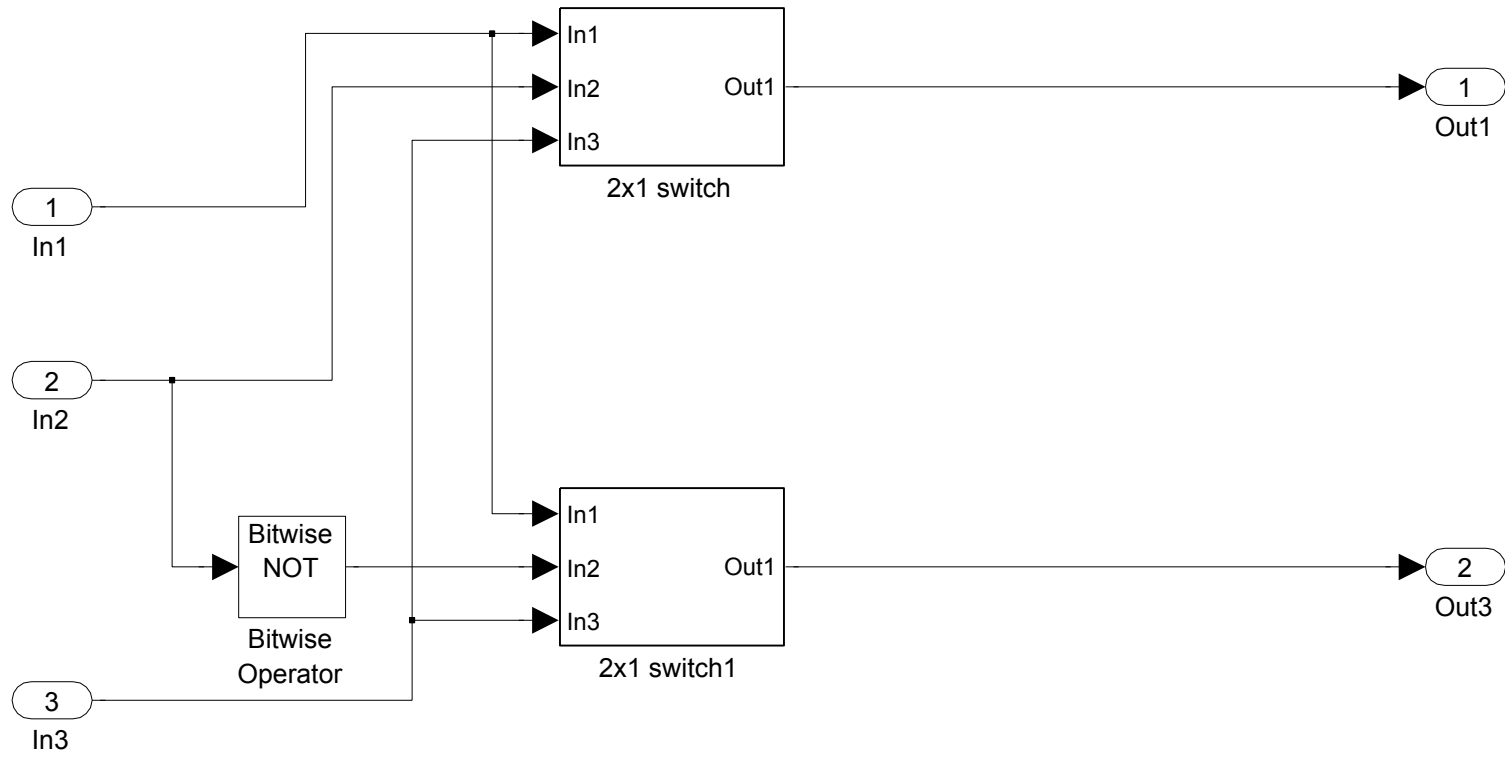 In1
In2
In3
Out1
2x1 switch
1
Out1
1
In1
2
In2
Bitwise
NOT
Bitwise
Operator
In1
In2
In3
Out1
2x1 switch1
2
Out3
3
In3